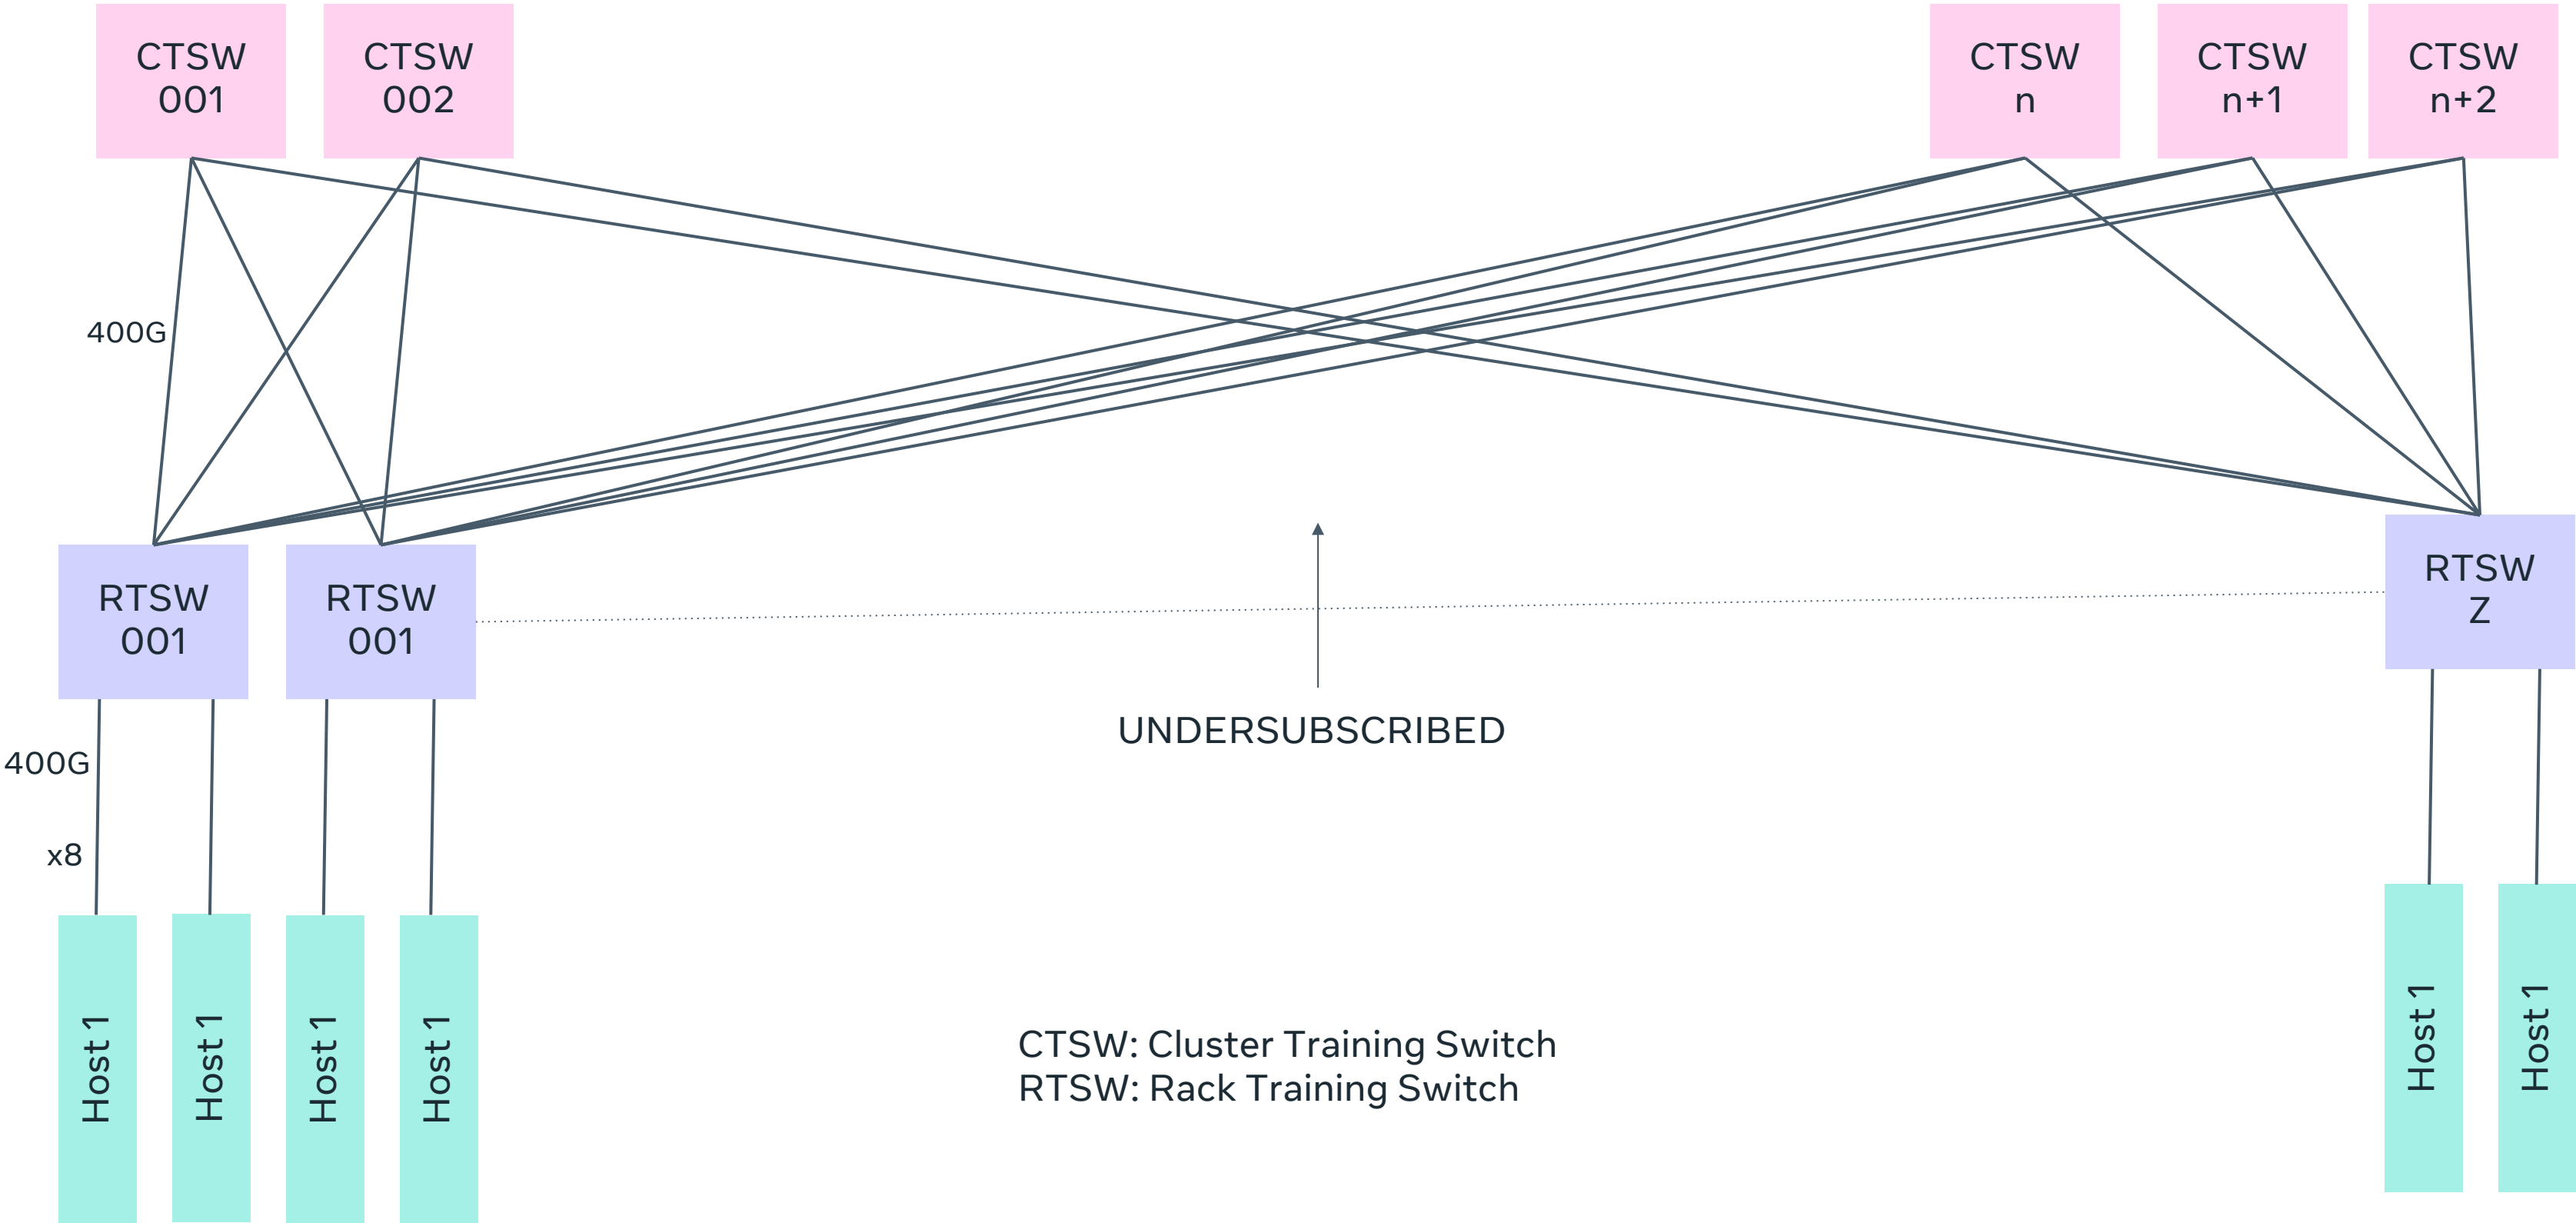 CTSW
001
CTSW
002
CTSW
n
CTSW
n+1
CTSW
n+2
400G
RTSW
001
RTSW
001
RTSW
Z
UNDERSUBSCRIBED
400G
x8
Host 1
Host 1
Host 1
Host 1
Host 1
Host 1
CTSW: Cluster Training Switch
RTSW: Rack Training Switch